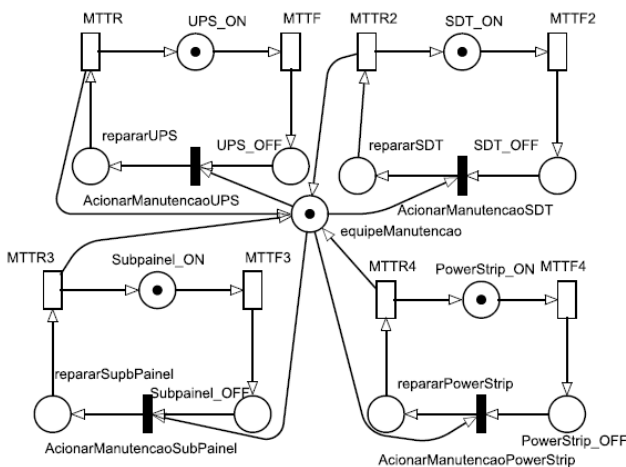 MTTR
UPS_ON
MTTF
MTTR2
SDT_ON
MTTF2
repararUPS
UPS_OFF
repararSDT
SDT_OFF
AcionarManutencaoUPS
AcionarManutencaoSDT
equipeManutencao
MTTR3
Subpainel_ON
MTTF3
MTTR4
PowerStrip_ON
MTTF4
repararSupbPainel
Subpainel_OFF
repararPowerStrip
AcionarManutencaoSubPainel
PowerStrip_OFF
AcionarManutencaoPowerStrip